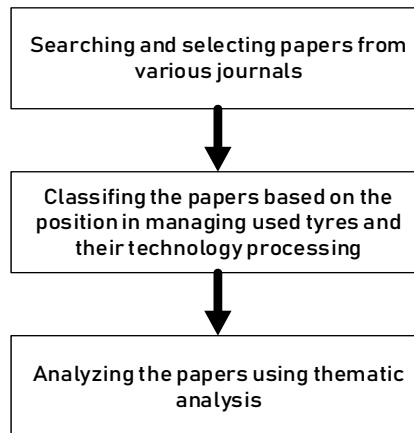 Searching and selecting papers from
various journals
Classifing the papers based on the
position in managing used tyres and
their technology processing
Analyzing the papers using thematic
analysis